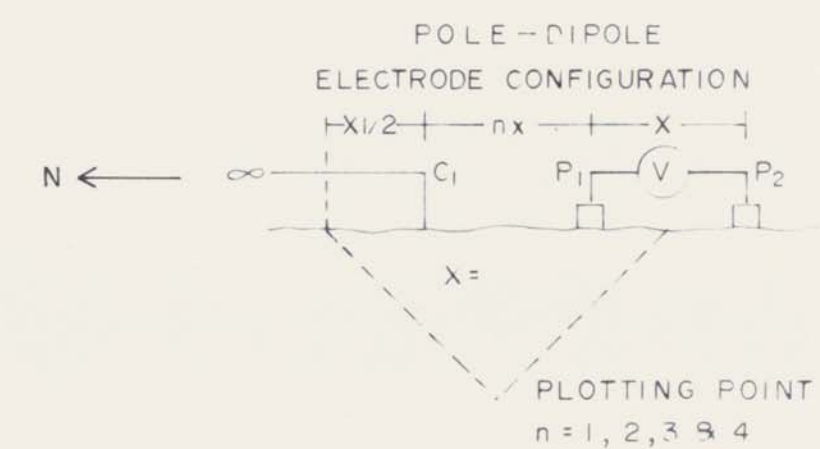 POLE-DIPOLE
ELECTRODE CONFIGURATION
X1/2 nx X
N ∞ C1 P1 V P2
X =
PLOTTING POINT
n = 1, 2, 3 & 4